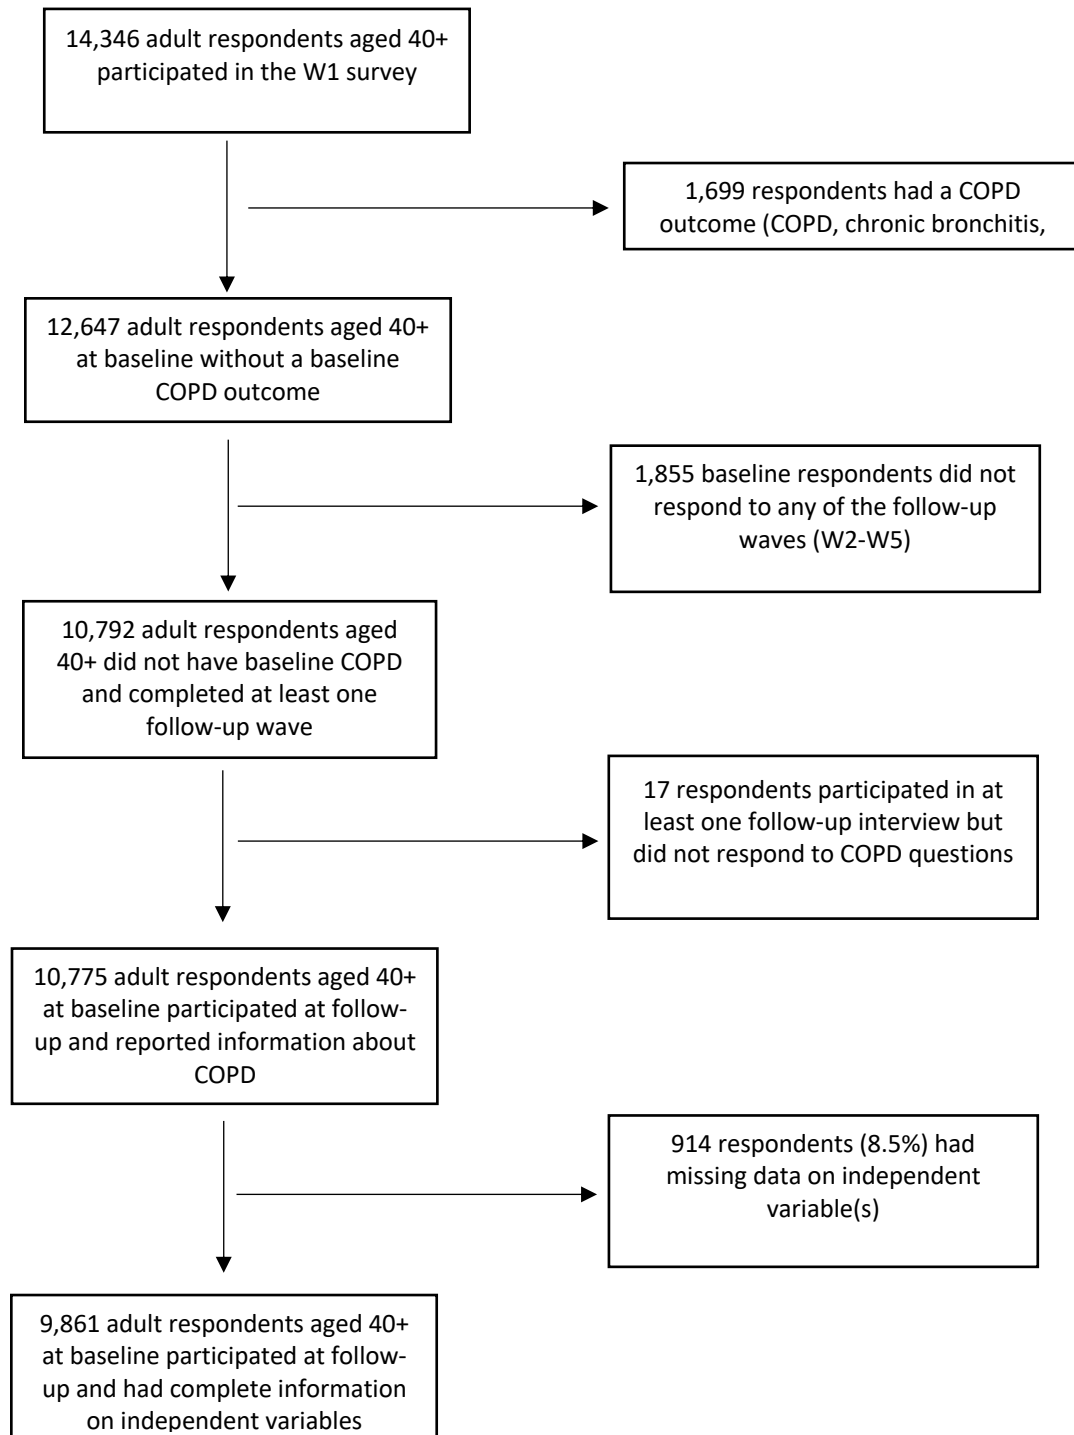 14,346 adult respondents aged 40+
participated in the W1 survey
1,699 respondents had a COPD
outcome (COPD, chronic bronchitis,
12,647 adult respondents aged 40+
at baseline without a baseline
COPD outcome
1,855 baseline respondents did not
respond to any of the follow-up
waves (W2-W5)
10,792 adult respondents aged
40+ did not have baseline COPD
and completed at least one
follow-up wave
17 respondents participated in at
least one follow-up interview but
did not respond to COPD questions
10,775 adult respondents aged 40+
at baseline participated at follow-
up and reported information about
COPD
914 respondents (8.5%) had
missing data on independent
variable(s)
9,861 adult respondents aged 40+
at baseline participated at follow-
up and had complete information
on independent variables